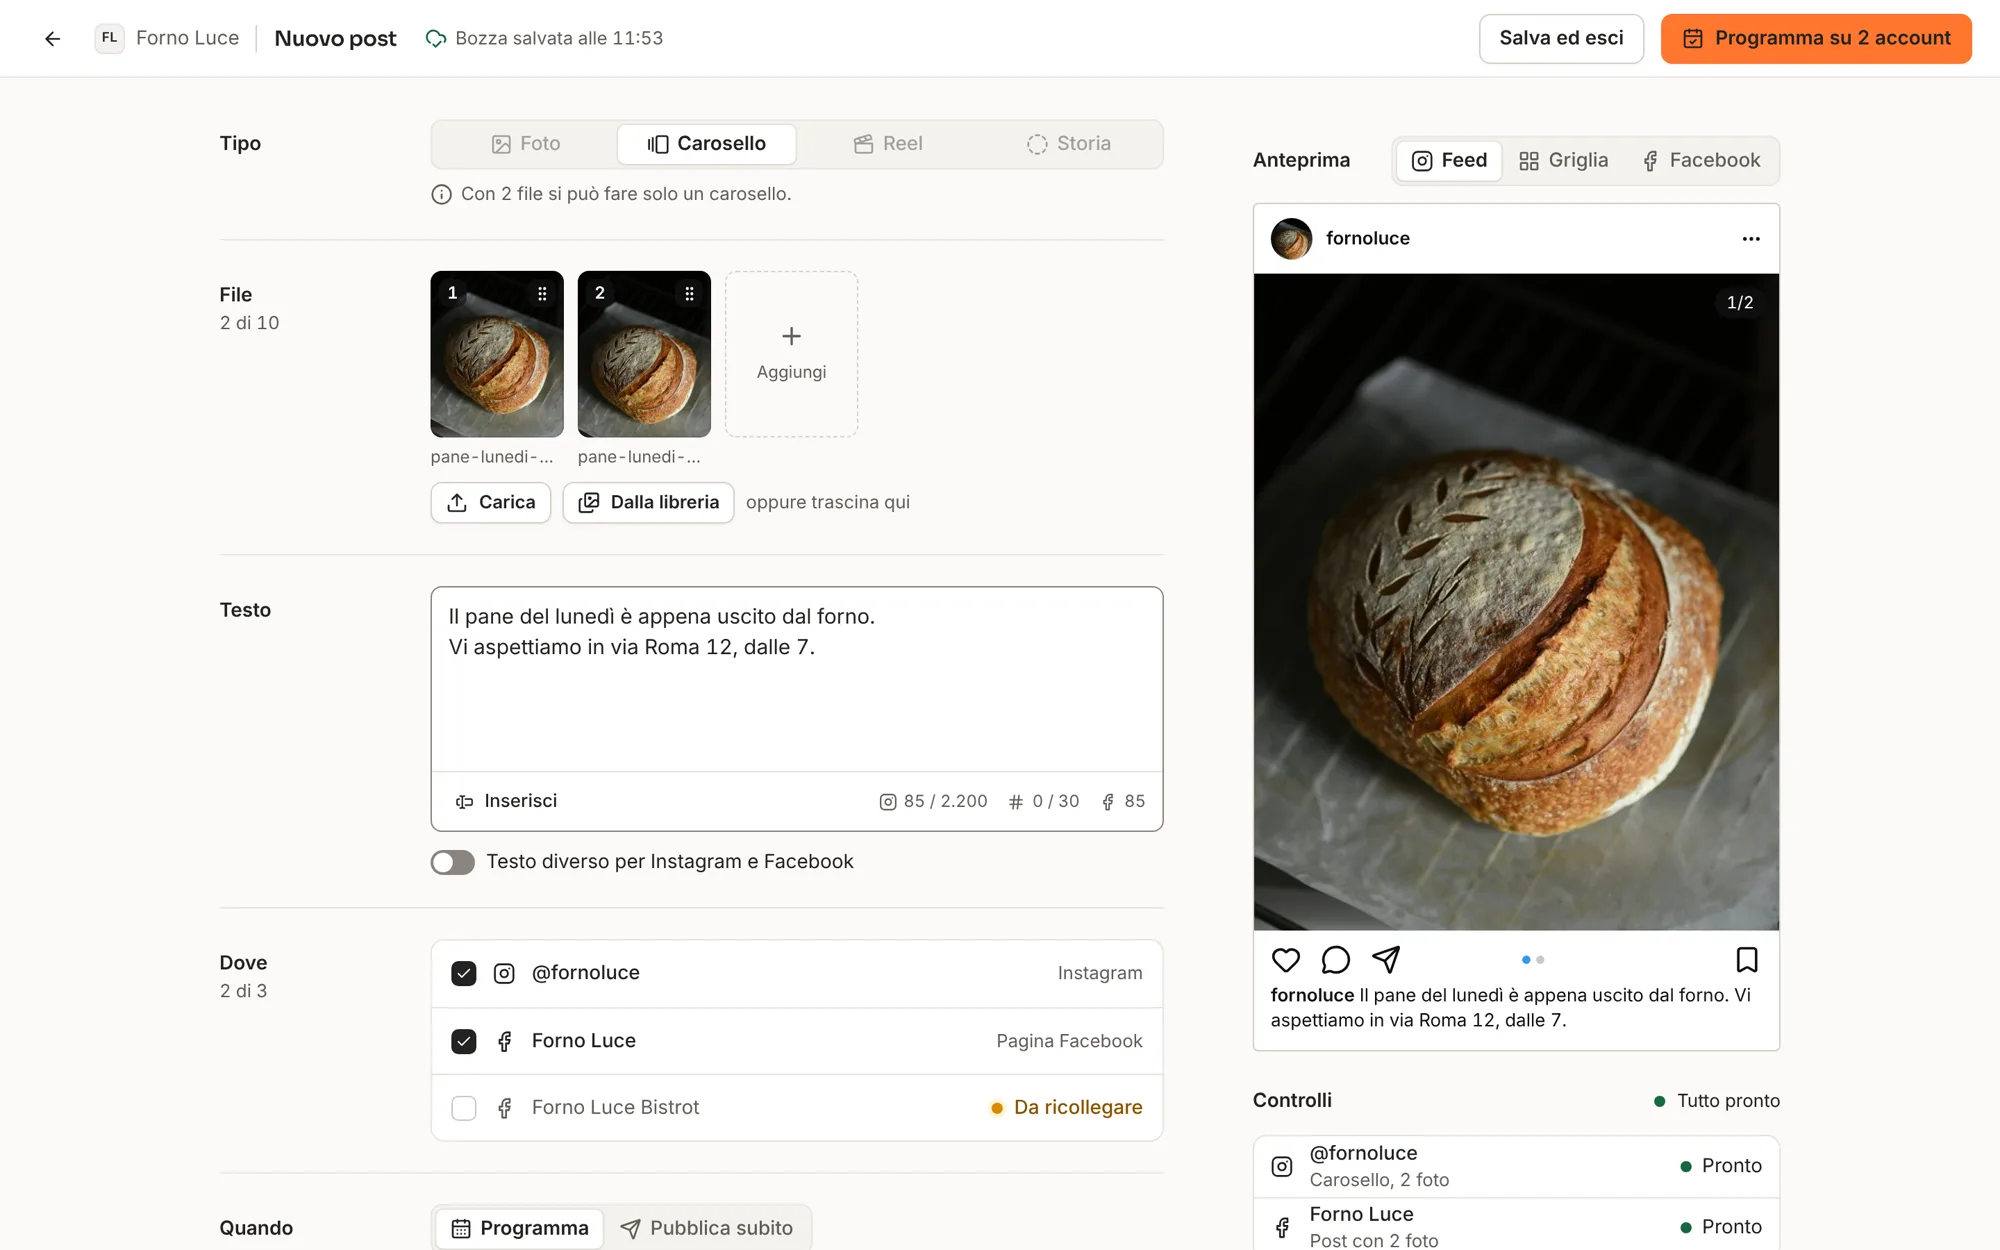 FL
Forno Luce
Nuovo post
Bozza salvata alle 11:53
Salva ed esci
Programma su 2 account
Tipo
Foto
Carosello
Reel
Storia
Con 2 file si può fare solo un carosello.
File
2 di 10
1
2
Aggiungi
pane-lunedi-...
pane-lunedi-...
Carica
Dalla libreria
oppure trascina qui
Testo
Il pane del lunedì è appena uscito dal forno.
Vi aspettiamo in via Roma 12, dalle 7.
Inserisci
85 / 2.200
# 0 / 30
85
Testo diverso per Instagram e Facebook
Dove
2 di 3
@fornoluce
Instagram
Forno Luce
Pagina Facebook
Forno Luce Bistrot
Da ricollegare
Quando
Programma
Pubblica subito
Anteprima
Feed
Griglia
Facebook
fornoluce
1/2
fornoluce Il pane del lunedì è appena uscito dal forno. Vi
aspettiamo in via Roma 12, dalle 7.
Controlli
Tutto pronto
@fornoluce
Carosello, 2 foto
Pronto
Forno Luce
Post con 2 foto
Pronto